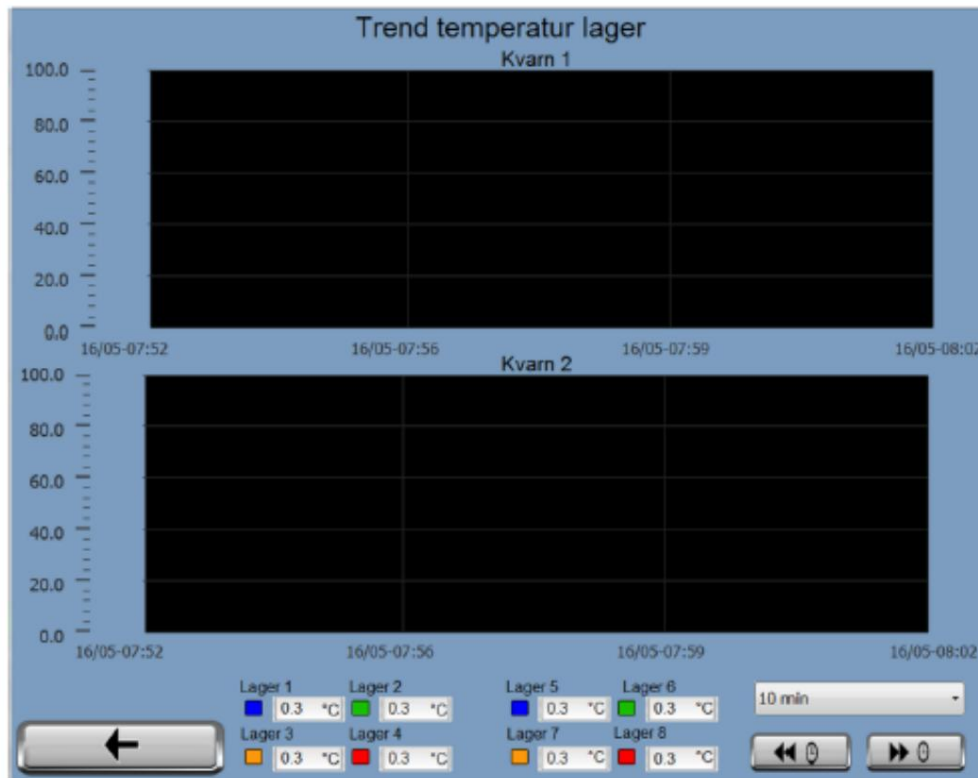 Trend temperatur lager
Kvarn 1
100.0
80.0
60.0
40.0
20.0
0.0
16/05-07:52 16/05-07:56 16/05-07:59 16/05-08:02
Kvarn 2
100.0
80.0
60.0
40.0
20.0
0.0
16/05-07:52 16/05-07:56 16/05-07:59 16/05-08:02
Lager 1 Lager 2 Lager 5 Lager 6
0.3 °C 0.3 °C 0.3 °C 0.3 °C
10 min
Lager 3 Lager 4 Lager 7 Lager 8
0.3 °C 0.3 °C 0.3 °C 0.3 °C